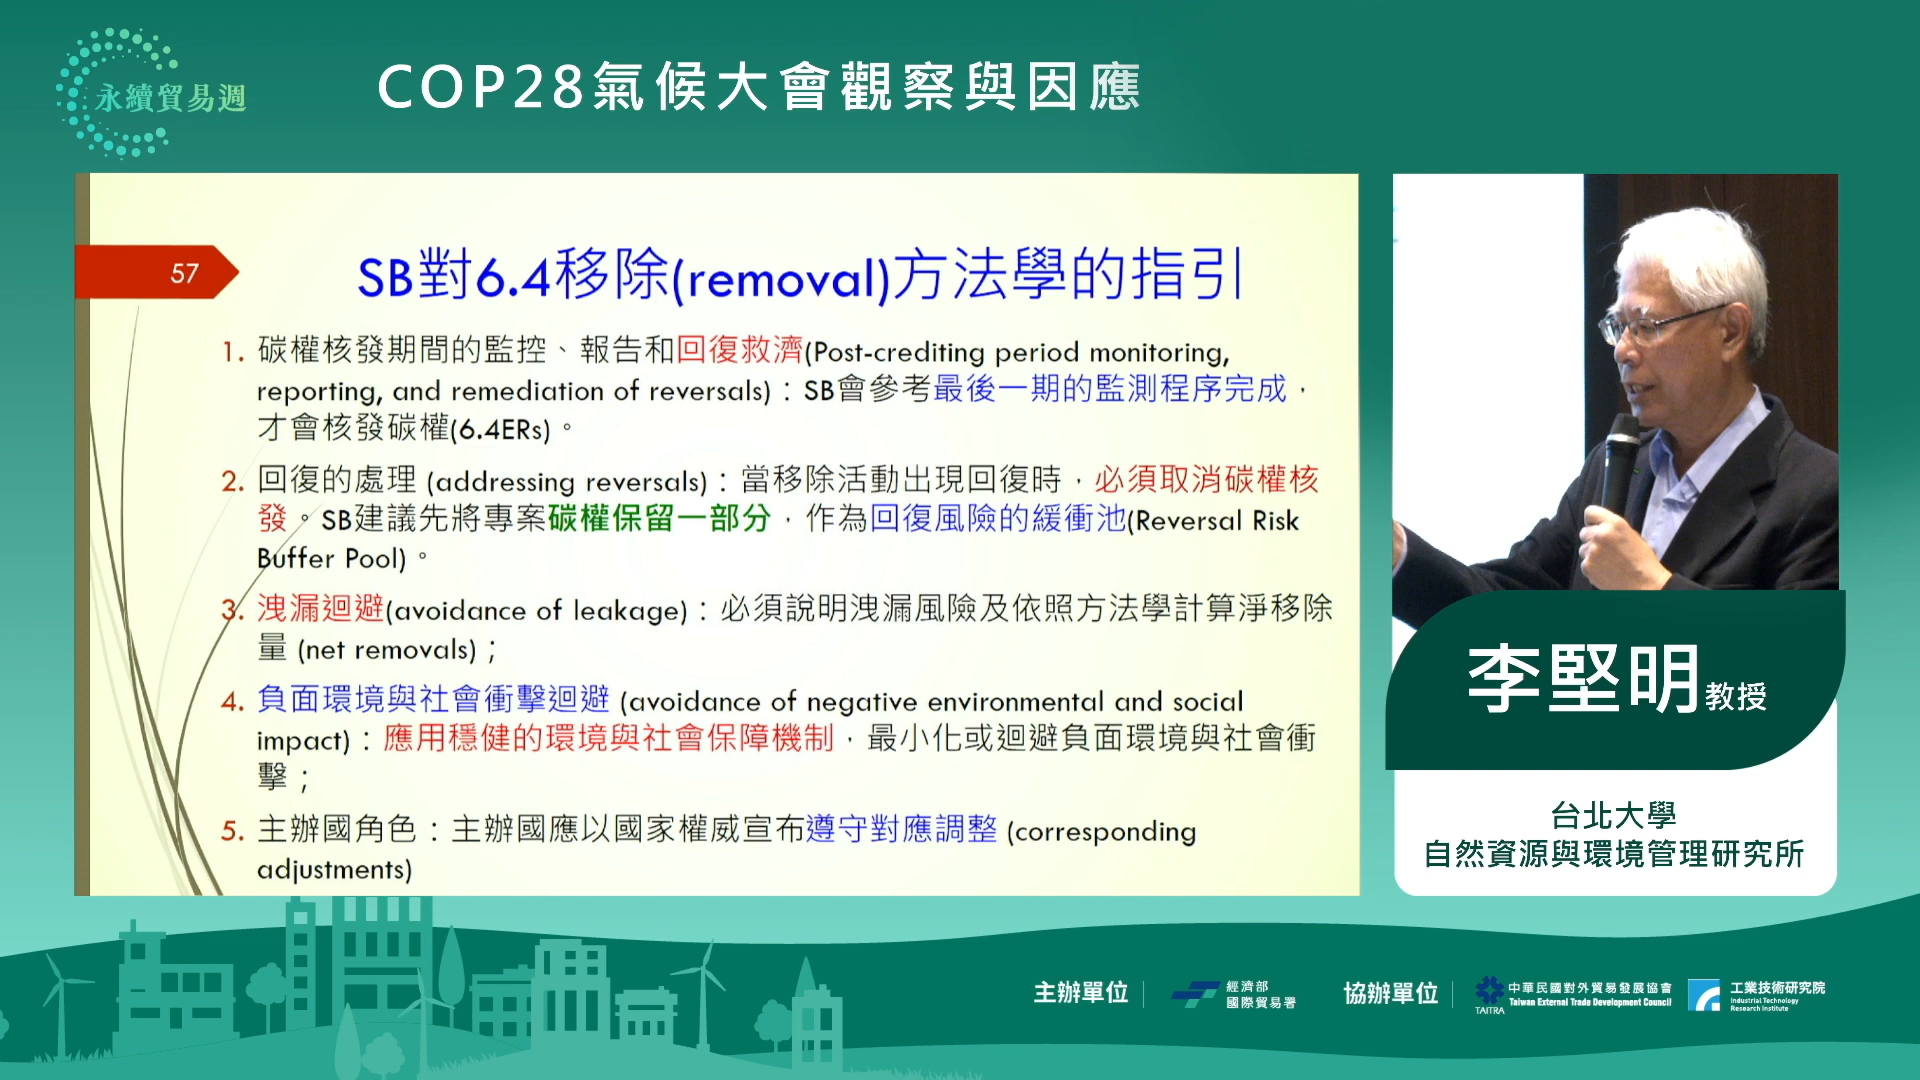 永續貿易週
COP28氣候大會觀察與因應
57
SB對6.4移除(removal)方法學的指引
1. 碳權核發期間的監控、報告和回復救濟(Post-crediting period monitoring,
reporting, and remediation of reversals)：SB會參考最後一期的監測程序完成，
才會核發碳權(6.4ERs)。
2. 回復的處理 (addressing reversals)：當移除活動出現回復時，必須取消碳權核
發。SB建議先將專案碳權保留一部分，作為回復風險的緩衝池(Reversal Risk
Buffer Pool)。
3. 洩漏迴避(avoidance of leakage)：必須說明洩漏風險及依照方法學計算淨移除
量 (net removals)；
4. 負面環境與社會衝擊迴避 (avoidance of negative environmental and social
impact)：應用穩健的環境與社會保障機制，最小化或迴避負面環境與社會衝
擊；
5. 主辦國角色：主辦國應以國家權威宣布遵守對應調整 (corresponding
adjustments)
李堅明教授
台北大學
自然資源與環境管理研究所
主辦單位
經濟部
國際貿易署
協辦單位
TAITRA
中華民國對外貿易發展協會
Taiwan External Trade Development Council
工業技術研究院
Industrial Technology
Research Institute